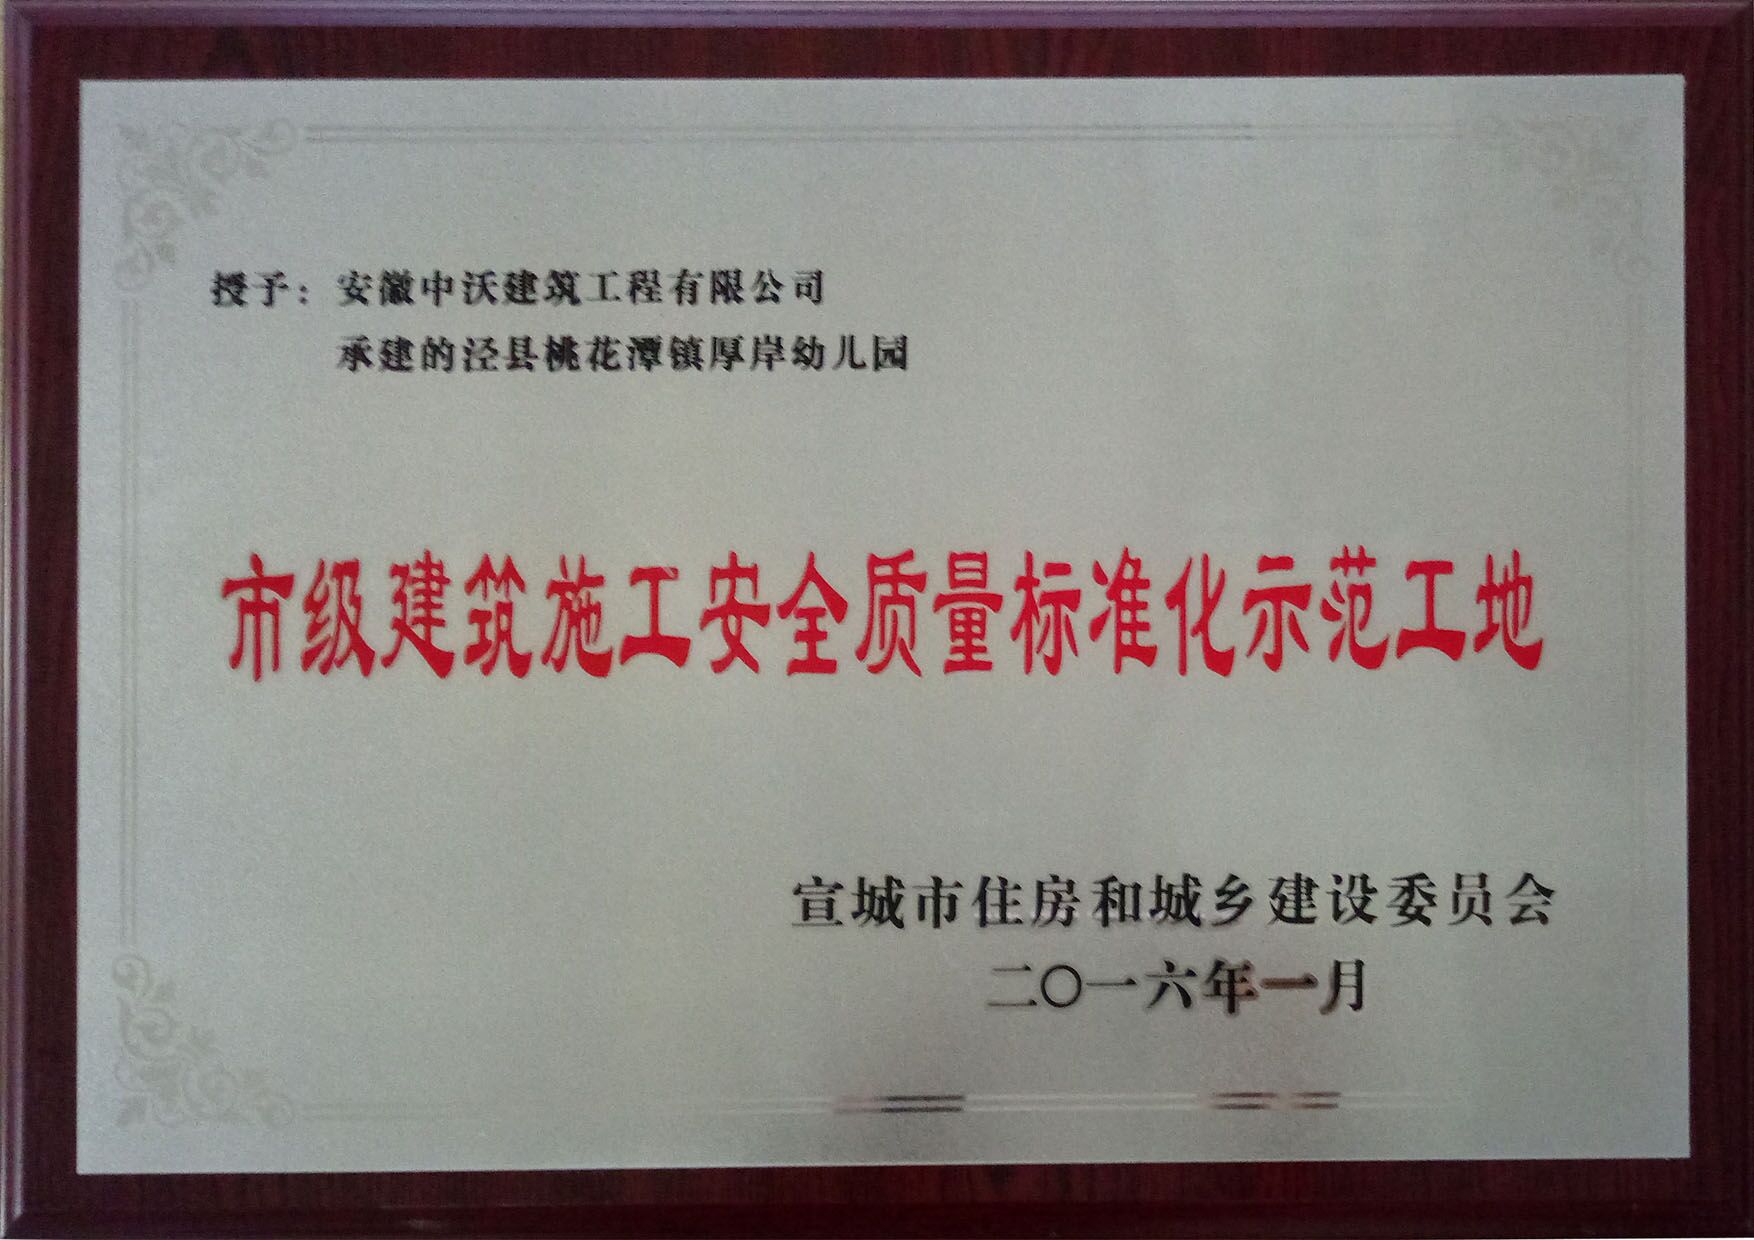 授予：安徽中沃建筑工程有限公司
承建的泾县桃花潭镇厚岸幼儿园
市级建筑施工安全质量标准化示范工地
宣城市住房和城乡建设委员会
二〇一六年一月